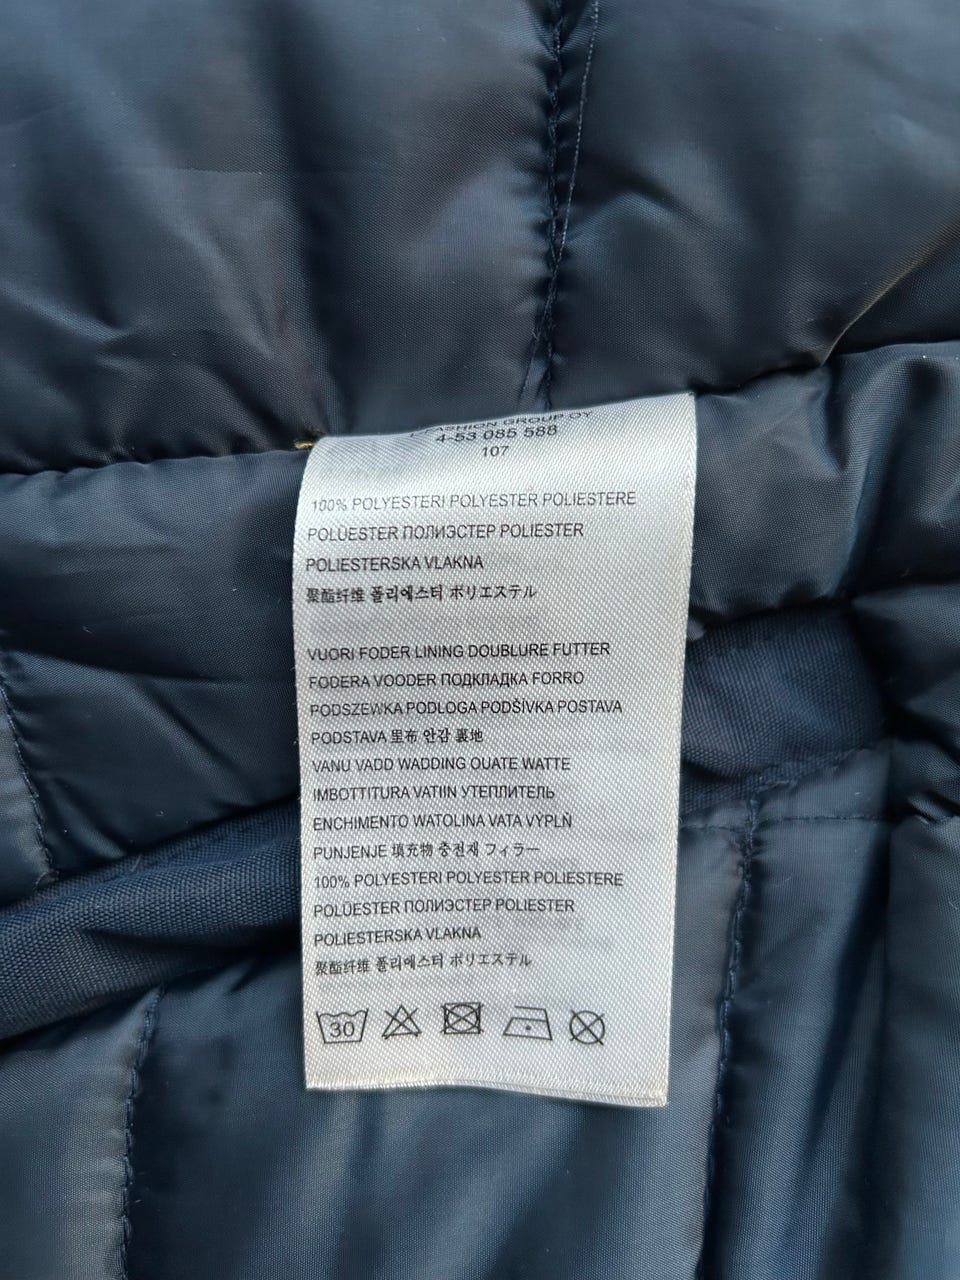 FASHION GROUP OY
4-53 085 588
107
100% POLYESTERI POLYESTER POLIESTERE
POLÜESTER ПОЛИЭСТЕР POLIESTER
POLIESTERSKA VLAKNA
聚酯纤维 폴리에스터 ポリエステル
VUORI FODER LINING DOUBLURE FUTTER
FODERA VOODER ПОДКЛАДКА FORRO
PODSZEWKA PODLOGA PODŠÍVKA POSTAVA
PODSTAVA 里布 안감 裏地
VANU VADD WADDING OUATE WATTE
IMBOTTITURA VATIIN УТЕПЛИТЕЛЬ
ENCHIMENTO WATOLINA VATA VÝPLŇ
PUNJENJE 填充物 충전재 フィラー
100% POLYESTERI POLYESTER POLIESTERE
POLÜESTER ПОЛИЭСТЕР POLIESTER
POLIESTERSKA VLAKNA
聚酯纤维 폴리에스터 ポリエステル
30